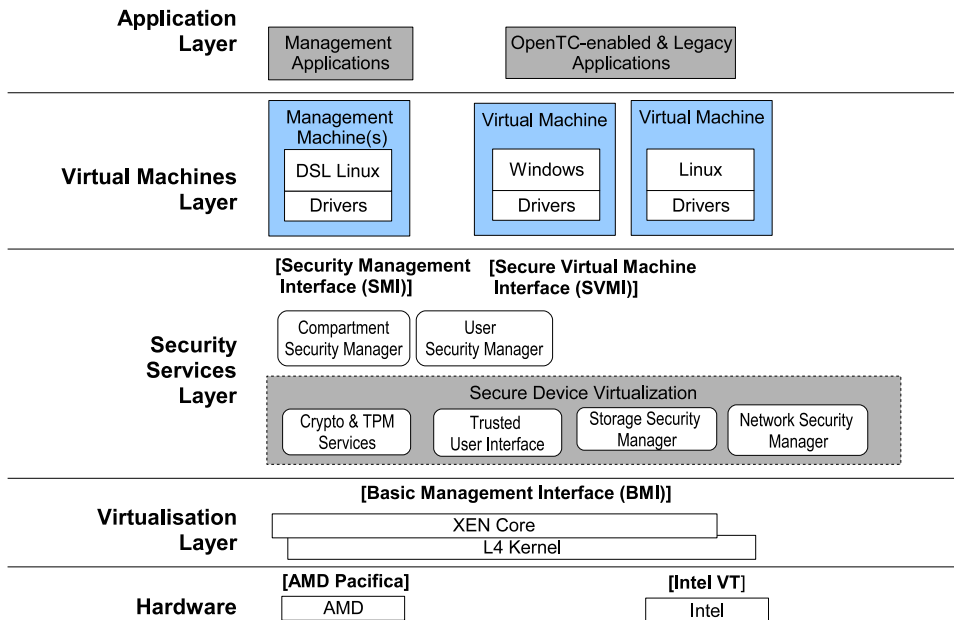 Application
Layer
Management
Applications
OpenTC-enabled & Legacy
Applications
Virtual Machines
Layer
Management
Machine(s)
DSL Linux
Drivers
Virtual Machine
Windows
Drivers
Virtual Machine
Linux
Drivers
Security
Services
Layer
[Security Management
Interface (SMI)]
[Secure Virtual Machine
Interface (SVMI)]
Compartment
Security Manager
User
Security Manager
Secure Device Virtualization
Crypto & TPM
Services
Trusted
User Interface
Storage Security
Manager
Network Security
Manager
Virtualisation
Layer
[Basic Management Interface (BMI)]
XEN Core
L4 Kernel
Hardware
[AMD Pacifica]
AMD
[Intel VT]
Intel